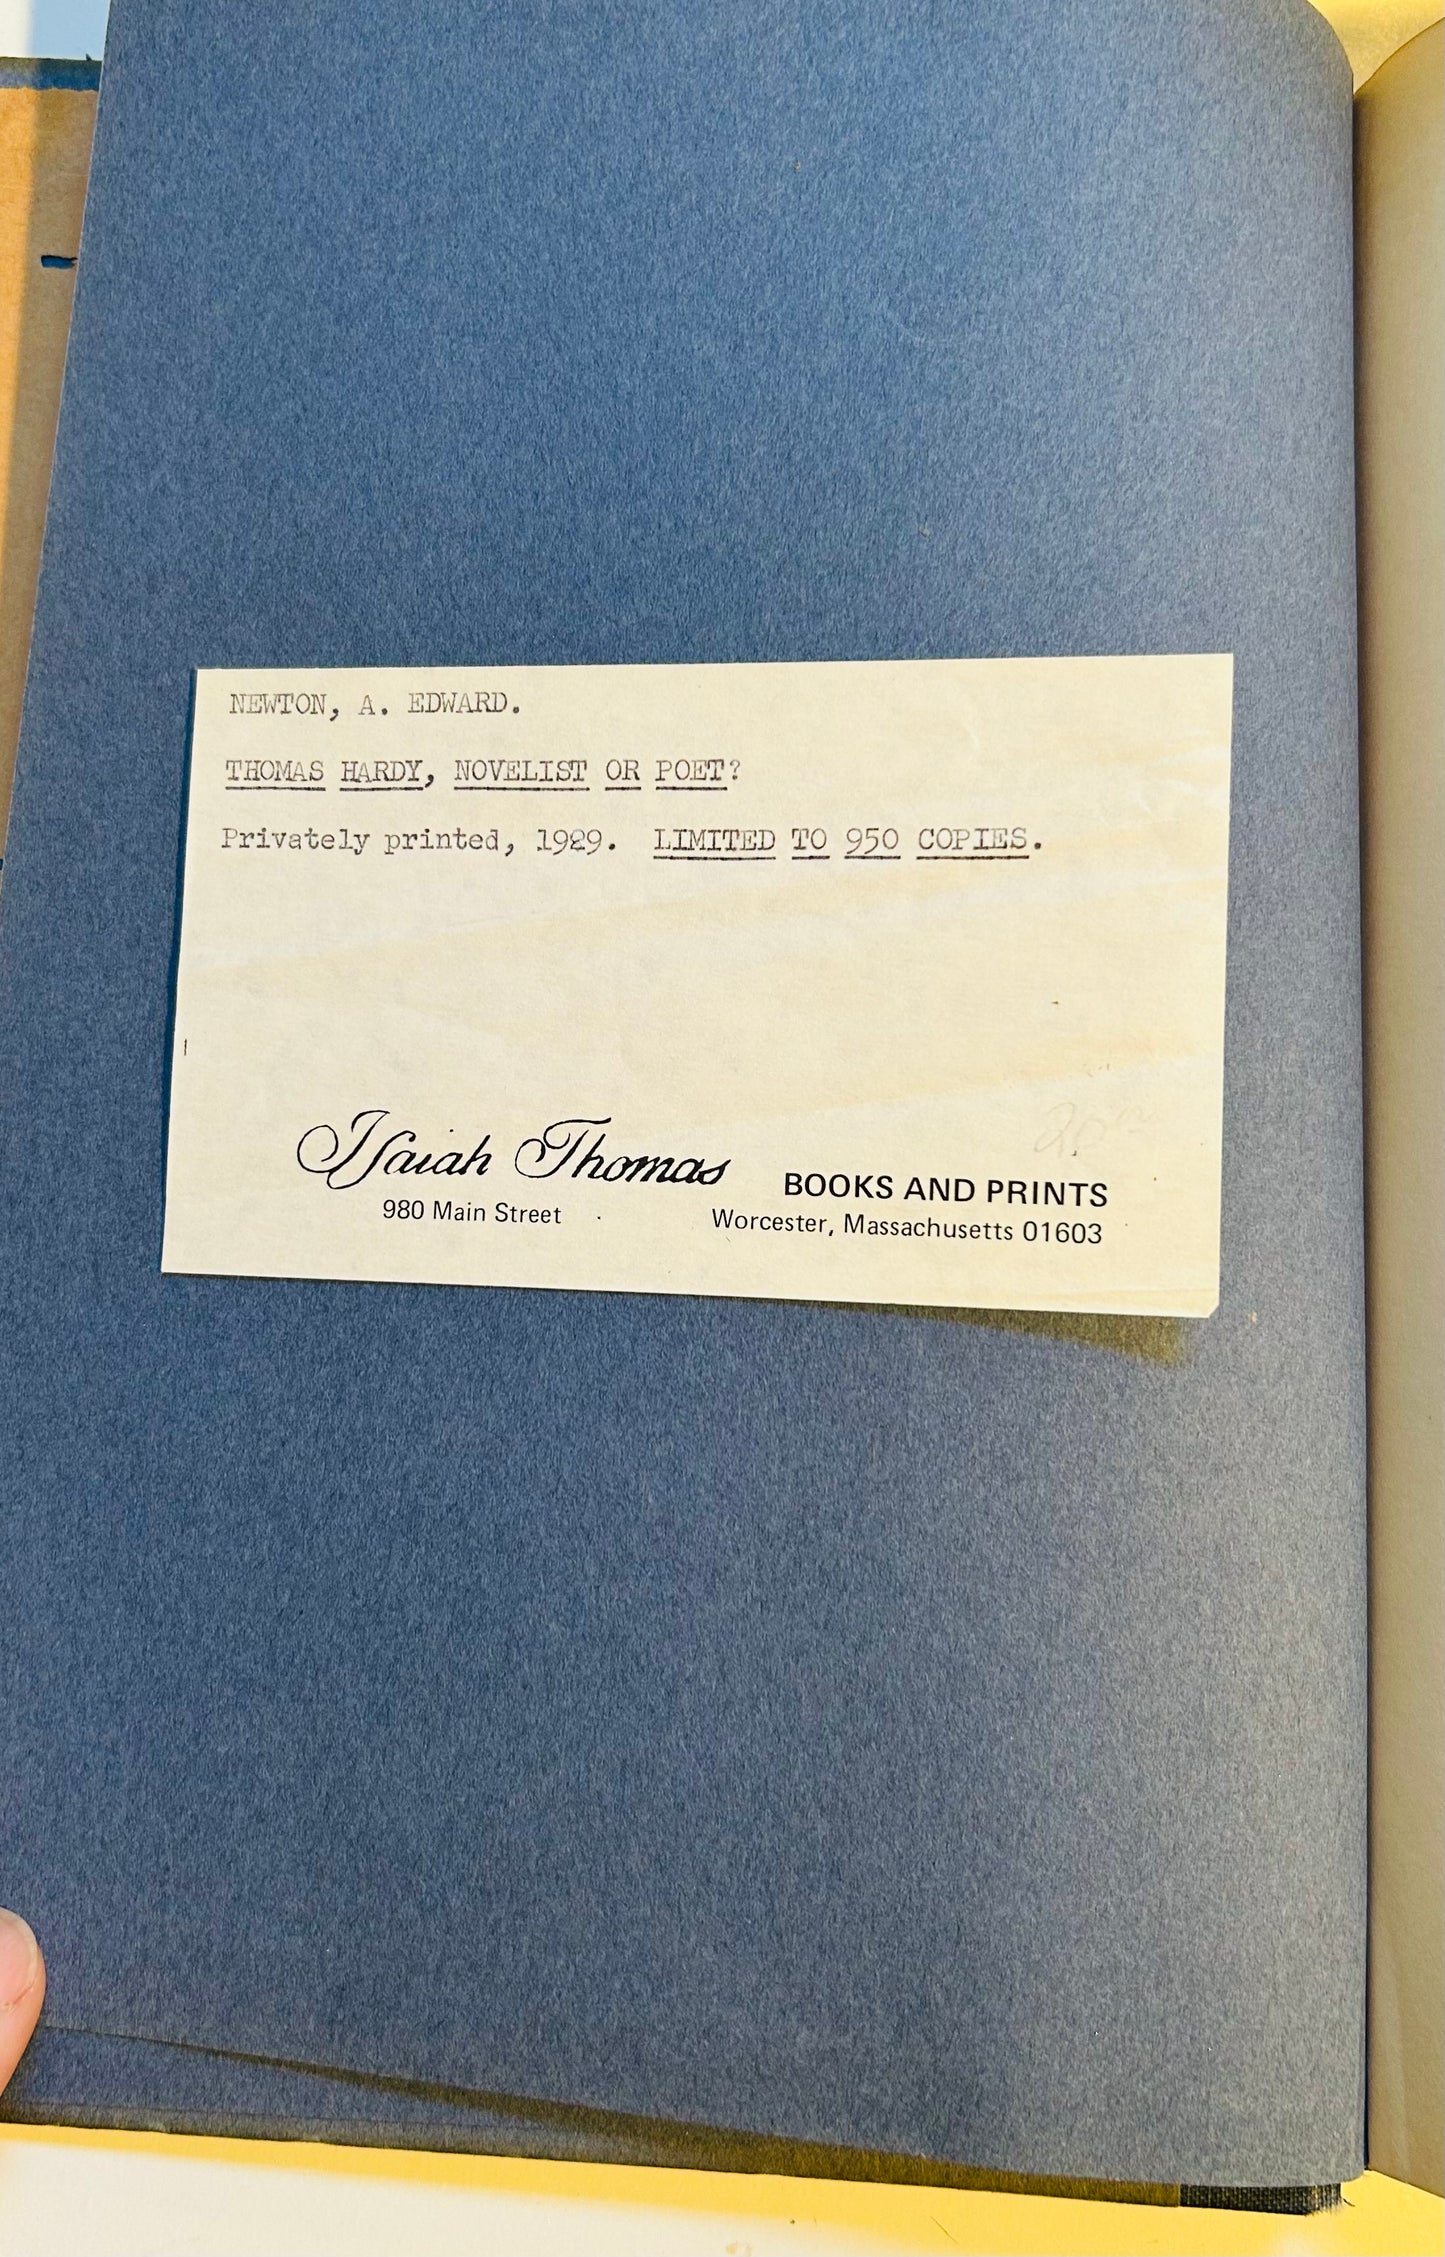 NEWTON, A. EDWARD.
THOMAS HARDY, NOVELIST OR POET?
Privately printed, 1929. LIMITED TO 950 COPIES.
Isaiah Thomas BOOKS AND PRINTS
980 Main Street Worcester, Massachusetts 01603